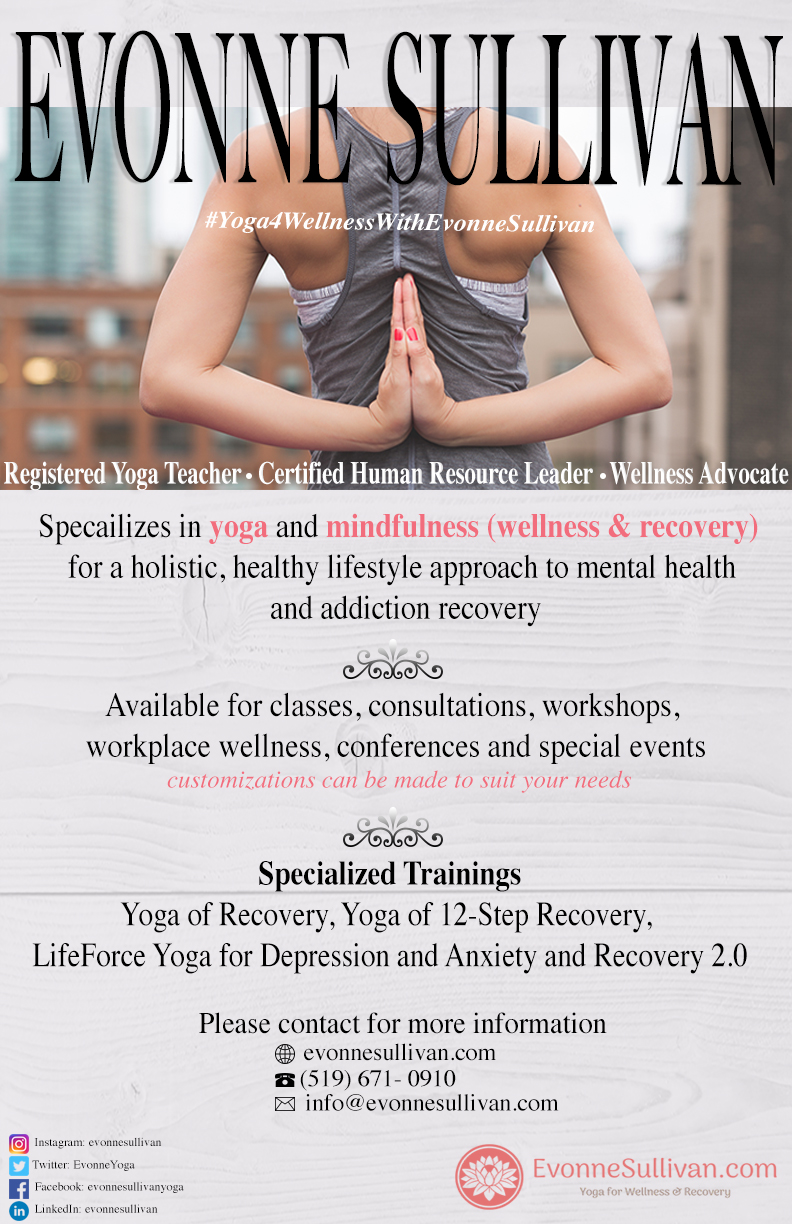 EVONNE SULLIVAN
#Yoga4WellnessWithEvonneSullivan
Registered Yoga Teacher • Certified Human Resource Leader • Wellness Advocate
Specailizes in yoga and mindfulness (wellness & recovery)
for a holistic, healthy lifestyle approach to mental health
and addiction recovery
Available for classes, consultations, workshops,
workplace wellness, conferences and special events
customizations can be made to suit your needs
Specialized Trainings
Yoga of Recovery, Yoga of 12-Step Recovery,
LifeForce Yoga for Depression and Anxiety and Recovery 2.0
Please contact for more information
evonnesullivan.com
(519) 671- 0910
info@evonnesullivan.com
Instagram: evonnesullivan
Twitter: EvonneYoga
Facebook: evonnesullivanyoga
LinkedIn: evonnesullivan
EvonneSullivan.com
Yoga for Wellness & Recovery